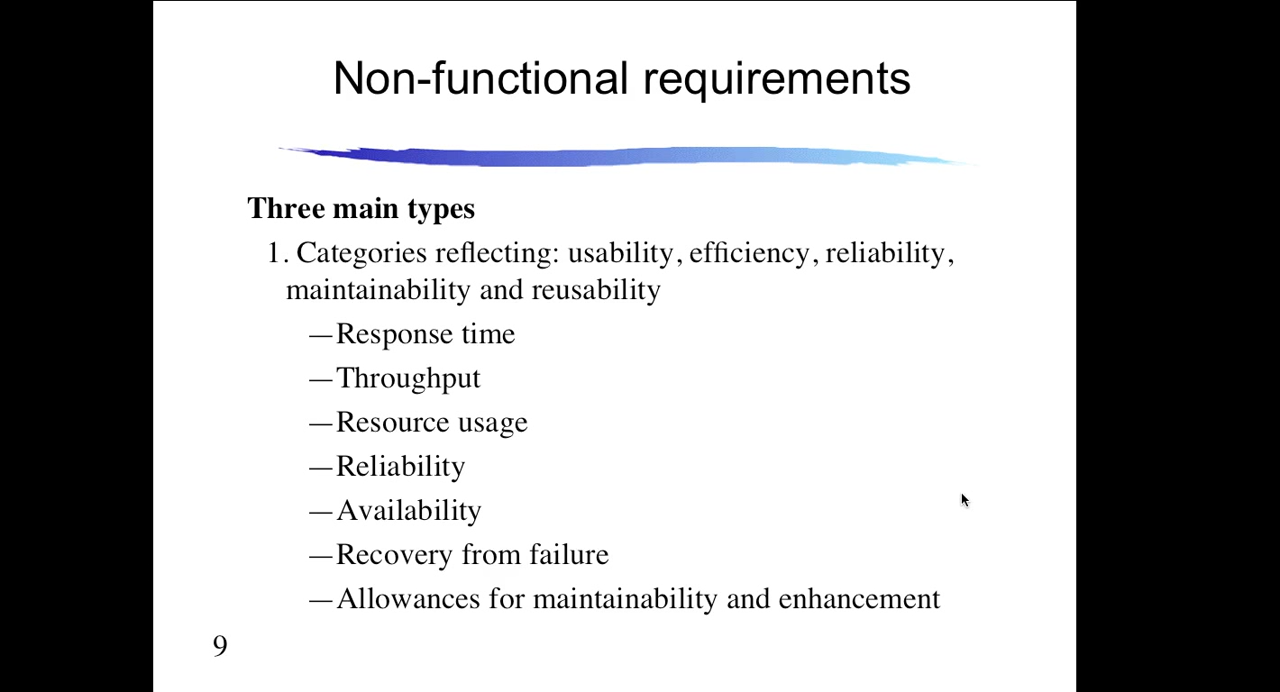 Non-functional requirements
Three main types
1. Categories reflecting: usability, efficiency, reliability,
maintainability and reusability
—Response time
—Throughput
—Resource usage
—Reliability
—Availability
—Recovery from failure
—Allowances for maintainability and enhancement
9